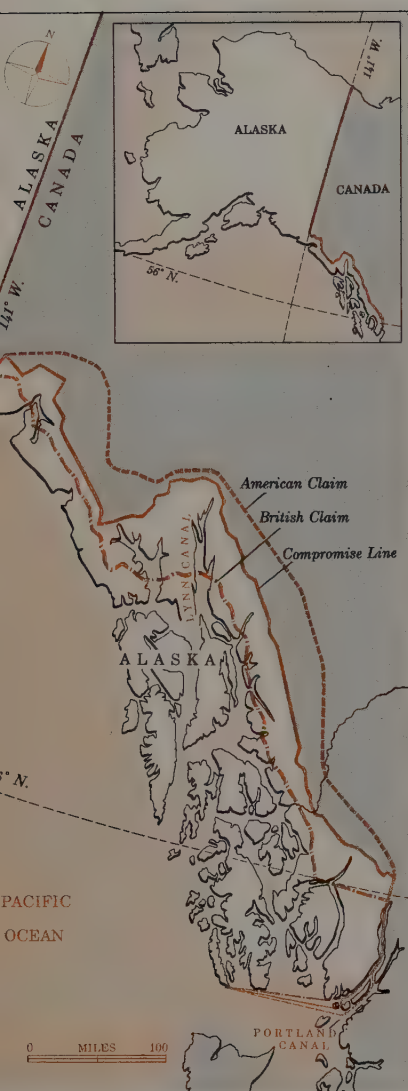 N
ALASKA
CANADA
141° W.
141° W.
ALASKA
CANADA
56° N.
American Claim
British Claim
Compromise Line
LYNN CANAL
ALASKA
6° N.
PACIFIC
OCEAN
0 MILES 100
PORTLAND
CANAL